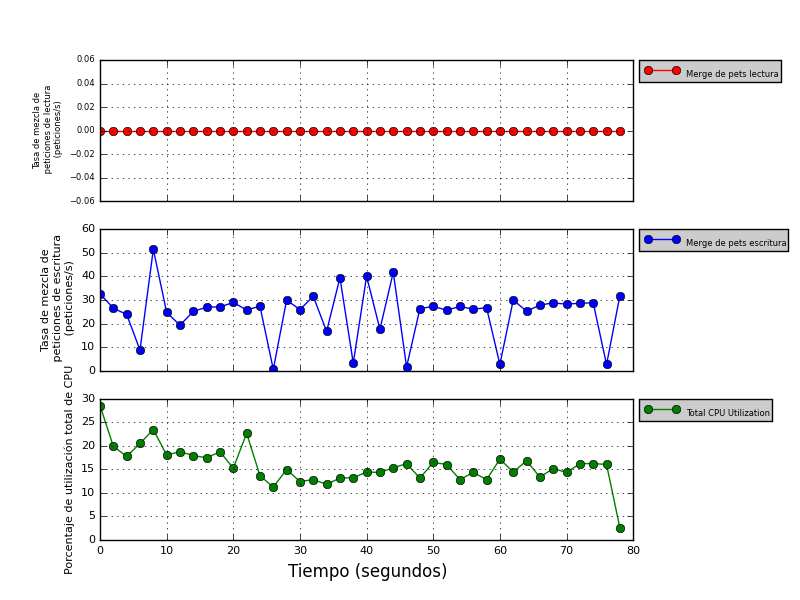 0.06
0.04
0.02
0.00
−0.02
−0.04
−0.06
Tasa de mezcla de
peticiones de lectura
(peticiones/s)
Merge de pets lectura
60
50
40
30
20
10
0
Tasa de mezcla de
peticiones de escritura
(peticiones/s)
Merge de pets escritura
30
25
20
15
10
5
0
Porcentaje de utilización total de CPU
Total CPU Utilization
0 10 20 30 40 50 60 70 80
Tiempo (segundos)